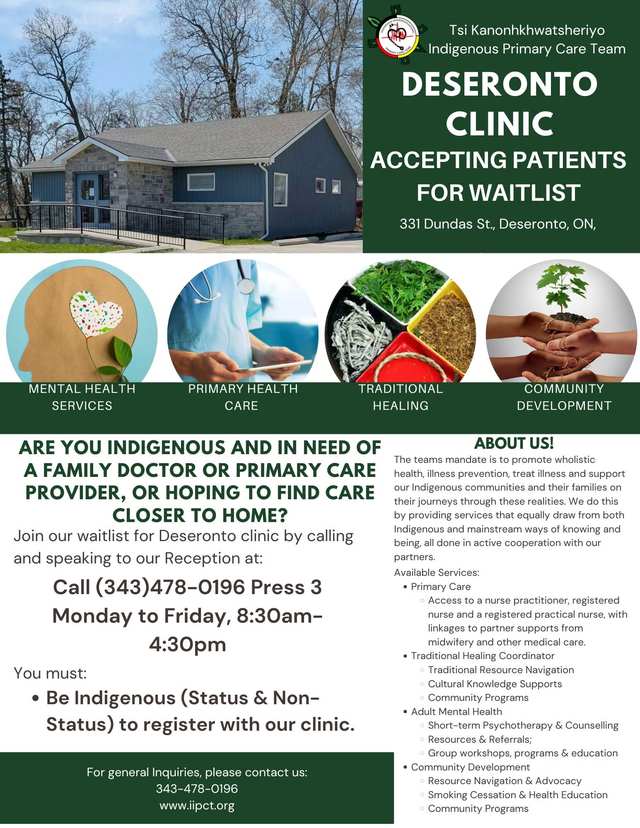 Tsi Kanonhkhwatsheriyo
Indigenous Primary Care Team
DESERONTO
CLINIC
ACCEPTING PATIENTS
FOR WAITLIST
331 Dundas St., Deseronto, ON,
MENTAL HEALTH
SERVICES
PRIMARY HEALTH
CARE
TRADITIONAL
HEALING
COMMUNITY
DEVELOPMENT
ARE YOU INDIGENOUS AND IN NEED OF
A FAMILY DOCTOR OR PRIMARY CARE
PROVIDER, OR HOPING TO FIND CARE
CLOSER TO HOME?
Join our waitlist for Deseronto clinic by calling
and speaking to our Reception at:
Call (343)478-0196 Press 3
Monday to Friday, 8:30am-
4:30pm
You must:
• Be Indigenous (Status & Non-
Status) to register with our clinic.
For general Inquiries, please contact us:
343-478-0196
www.iipct.org
ABOUT US!
The teams mandate is to promote wholistic
health, illness prevention, treat illness and support
our Indigenous communities and their families on
their journeys through these realities. We do this
by providing services that equally draw from both
Indigenous and mainstream ways of knowing and
being, all done in active cooperation with our
partners.
Available Services:
• Primary Care
◦ Access to a nurse practitioner, registered
nurse and a registered practical nurse, with
linkages to partner supports from
midwifery and other medical care.
• Traditional Healing Coordinator
◦ Traditional Resource Navigation
◦ Cultural Knowledge Supports
◦ Community Programs
• Adult Mental Health
◦ Short-term Psychotherapy & Counselling
◦ Resources & Referrals;
◦ Group workshops, programs & education
• Community Development
◦ Resource Navigation & Advocacy
◦ Smoking Cessation & Health Education
◦ Community Programs